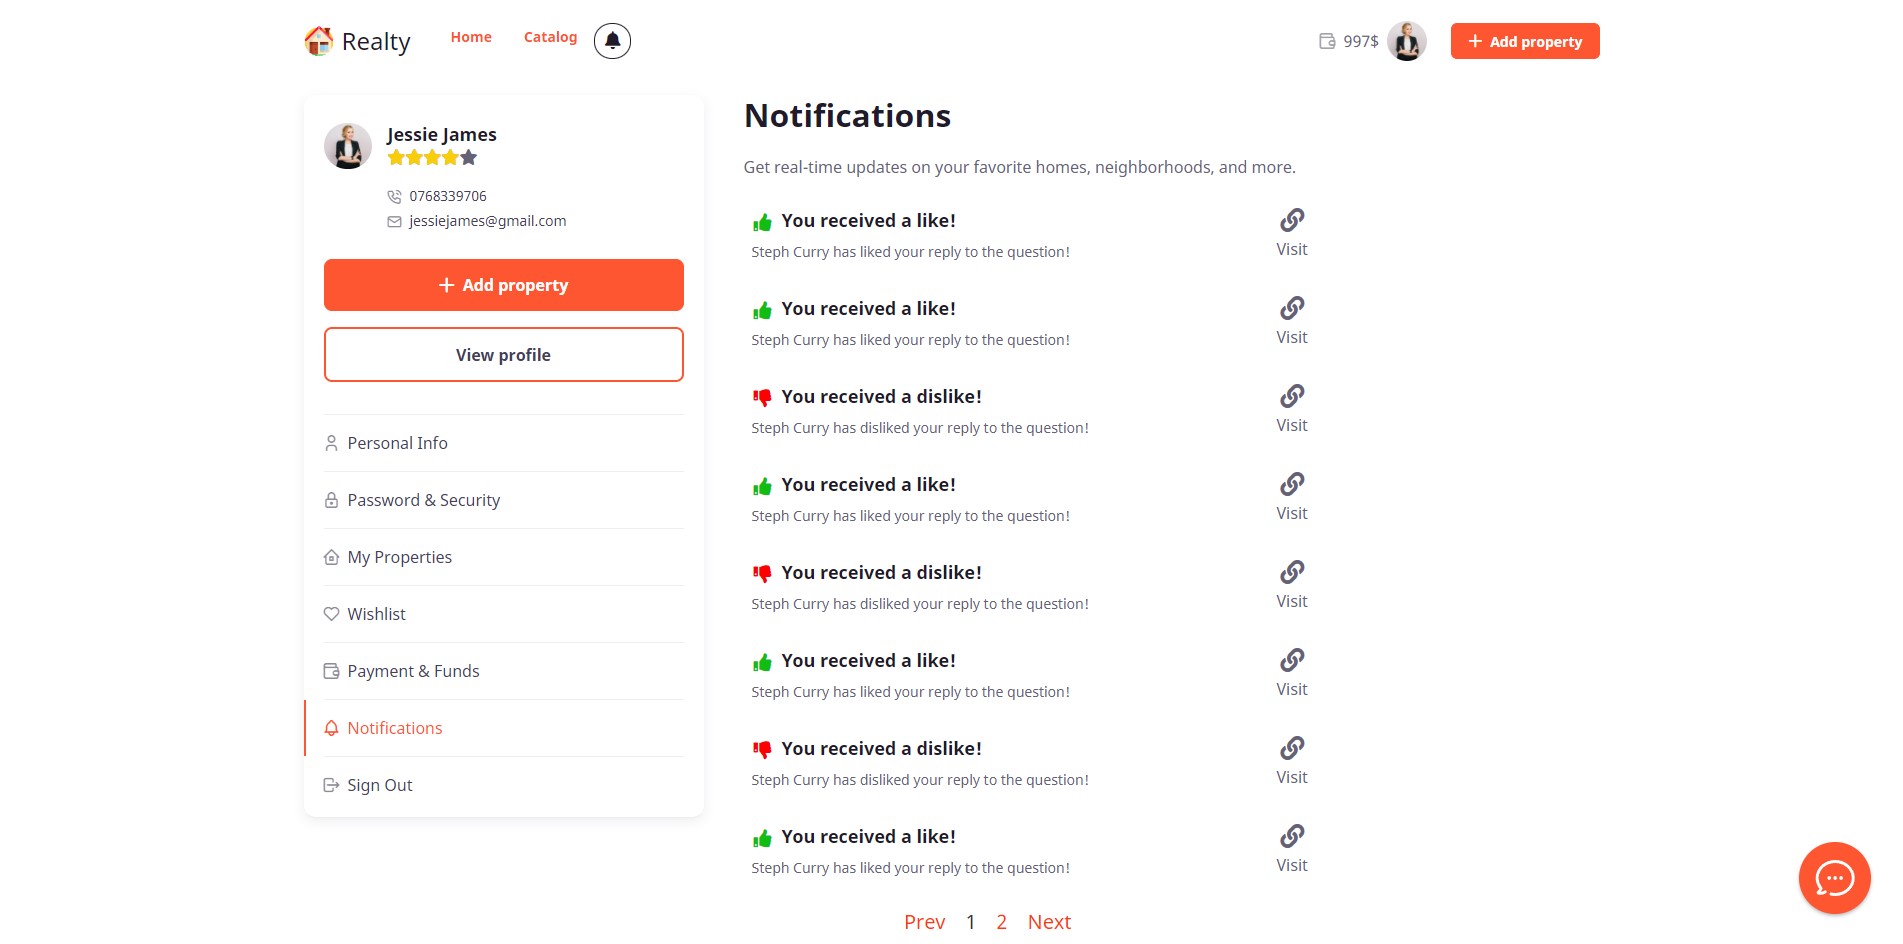 Realty
Home
Catalog
997$
Add property
Jessie James
0768339706
jessiejames@gmail.com
Add property
View profile
Personal Info
Password & Security
My Properties
Wishlist
Payment & Funds
Notifications
Sign Out
Notifications
Get real-time updates on your favorite homes, neighborhoods, and more.
You received a like!
Visit
Steph Curry has liked your reply to the question!
You received a like!
Visit
Steph Curry has liked your reply to the question!
You received a dislike!
Visit
Steph Curry has disliked your reply to the question!
You received a like!
Visit
Steph Curry has liked your reply to the question!
You received a dislike!
Visit
Steph Curry has disliked your reply to the question!
You received a like!
Visit
Steph Curry has liked your reply to the question!
You received a dislike!
Visit
Steph Curry has disliked your reply to the question!
You received a like!
Visit
Steph Curry has liked your reply to the question!
Prev 1 2 Next